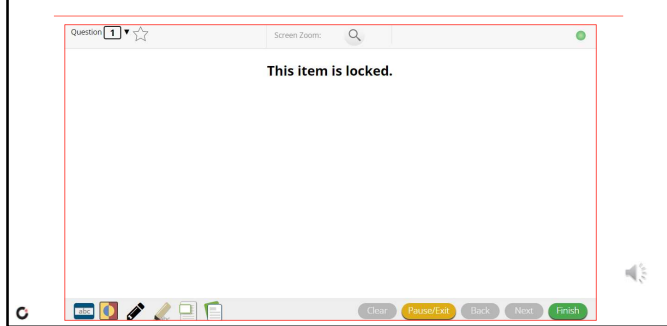 Question 1 ▼ Screen Zoom:
This item is locked.
abc Clear Pause/Exit Back Next Finish